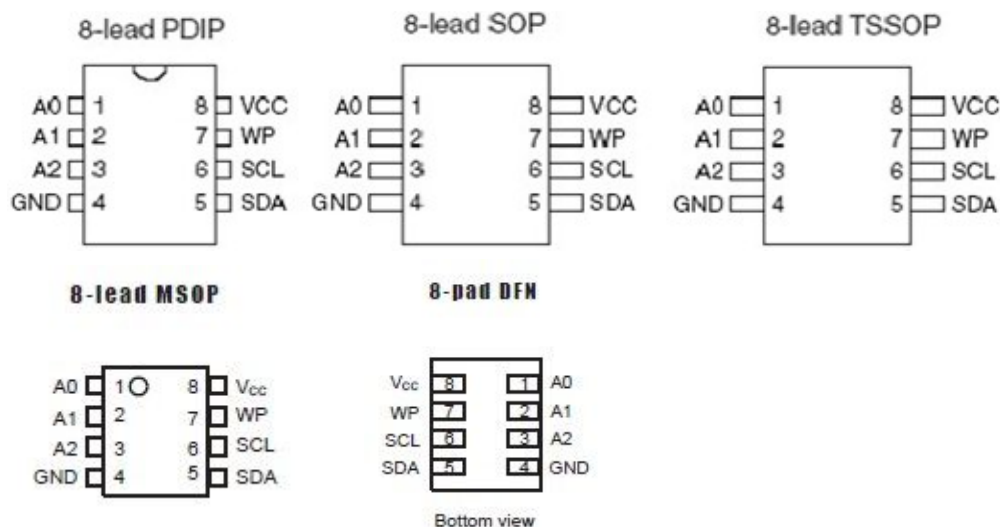 8-lead PDIP
A0 1 8 VCC
A1 2 7 WP
A2 3 6 SCL
GND 4 5 SDA
8-lead SOP
A0 1 8 VCC
A1 2 7 WP
A2 3 6 SCL
GND 4 5 SDA
8-lead TSSOP
A0 1 8 VCC
A1 2 7 WP
A2 3 6 SCL
GND 4 5 SDA
8-lead MSOP
A0 1 8 Vcc
A1 2 7 WP
A2 3 6 SCL
GND 4 5 SDA
8-pad DFN
Vcc 8 1 A0
WP 7 2 A1
SCL 6 3 A2
SDA 5 4 GND
Bottom view